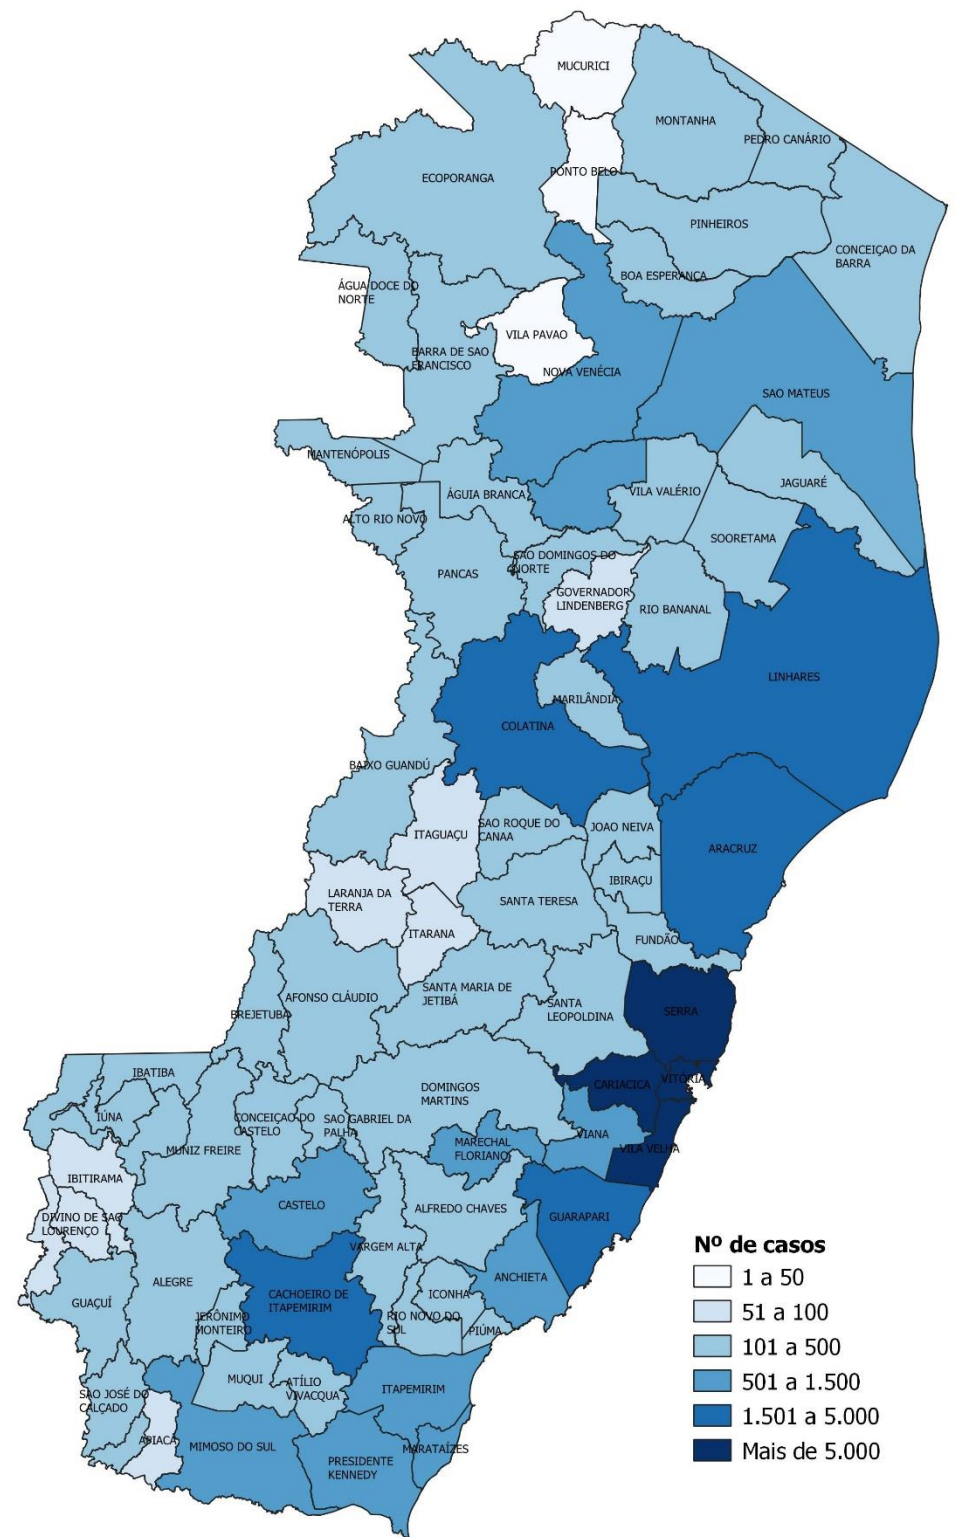 MUCURICI
MONTANHA
PEDRO CANÁRIO
ECOPORANGA
PONTO BELO
PINHEIROS
CONCEIÇAO DA
BARRA
BOA ESPERANÇA
ÁGUA DOCE DO
NORTE
VILA PAVAO
BARRA DE SAO
FRANCISCO
NOVA VENÉCIA
SAO MATEUS
MANTENÓPOLIS
JAGUARÉ
ÁGUIA BRANCA
VILA VALÉRIO
ALTO RIO NOVO
SOORETAMA
SAO DOMINGOS DO
NORTE
PANCAS
GOVERNADOR
LINDENBERG
RIO BANANAL
LINHARES
MARILÂNDIA
COLATINA
BAIXO GUANDÚ
SAO ROQUE DO
CANAA
JOAO NEIVA
ITAGUAÇU
ARACRUZ
IBIRAÇU
LARANJA DA
TERRA
SANTA TERESA
ITARANA
FUNDÃO
SANTA MARIA DE
JETIBÁ
AFONSO CLÁUDIO
SANTA
LEOPOLDINA
BREJETUBA
SERRA
IBATIBA
VITÓRIA
CARIACICA
DOMINGOS
MARTINS
IÚNA
CONCEIÇAO DO
CASTELO
SAO GABRIEL DA
PALHA
VIANA
MARECHAL
FLORIANO
MUNIZ FREIRE
VILA VELHA
IBITIRAMA
CASTELO
ALFREDO CHAVES
GUARAPARI
DIVINO DE SAO
LOURENÇO
VARGEM ALTA
ALEGRE
ANCHIETA
CACHOEIRO DE
ITAPEMIRIM
ICONHA
GUAÇUÍ
JERÔNIMO
MONTEIRO
RIO NOVO DO
SUL
PIÚMA
MUQUI
ATÍLIO
VIVACQUA
ITAPEMIRIM
SAO JOSÉ DO
CALÇADO
APIACÁ
MIMOSO DO SUL
MARATAÍZES
PRESIDENTE
KENNEDY
Nº de casos
1 a 50
51 a 100
101 a 500
501 a 1.500
1.501 a 5.000
Mais de 5.000